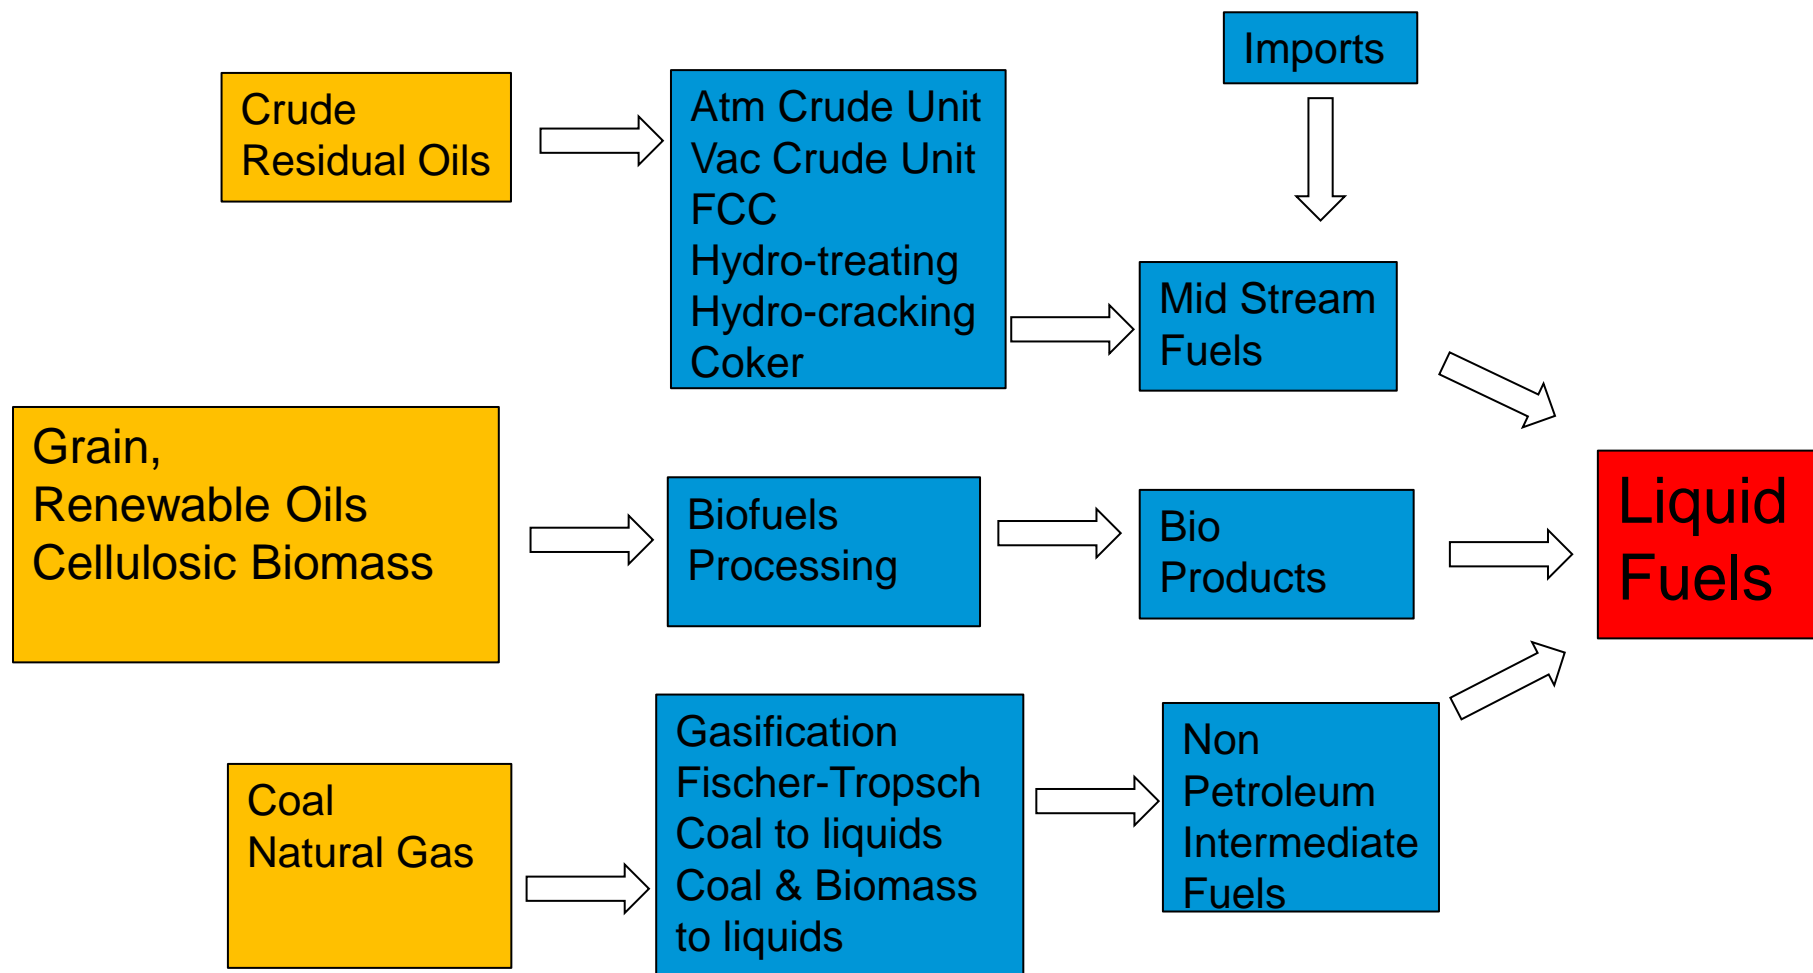 Imports
Crude
Residual Oils
Atm Crude Unit
Vac Crude Unit
FCC
Hydro-treating
Hydro-cracking
Coker
Mid Stream
Fuels
Grain,
Renewable Oils
Cellulosic Biomass
Biofuels
Processing
Bio
Products
Liquid
Fuels
Coal
Natural Gas
Gasification
Fischer-Tropsch
Coal to liquids
Coal & Biomass
to liquids
Non
Petroleum
Intermediate
Fuels